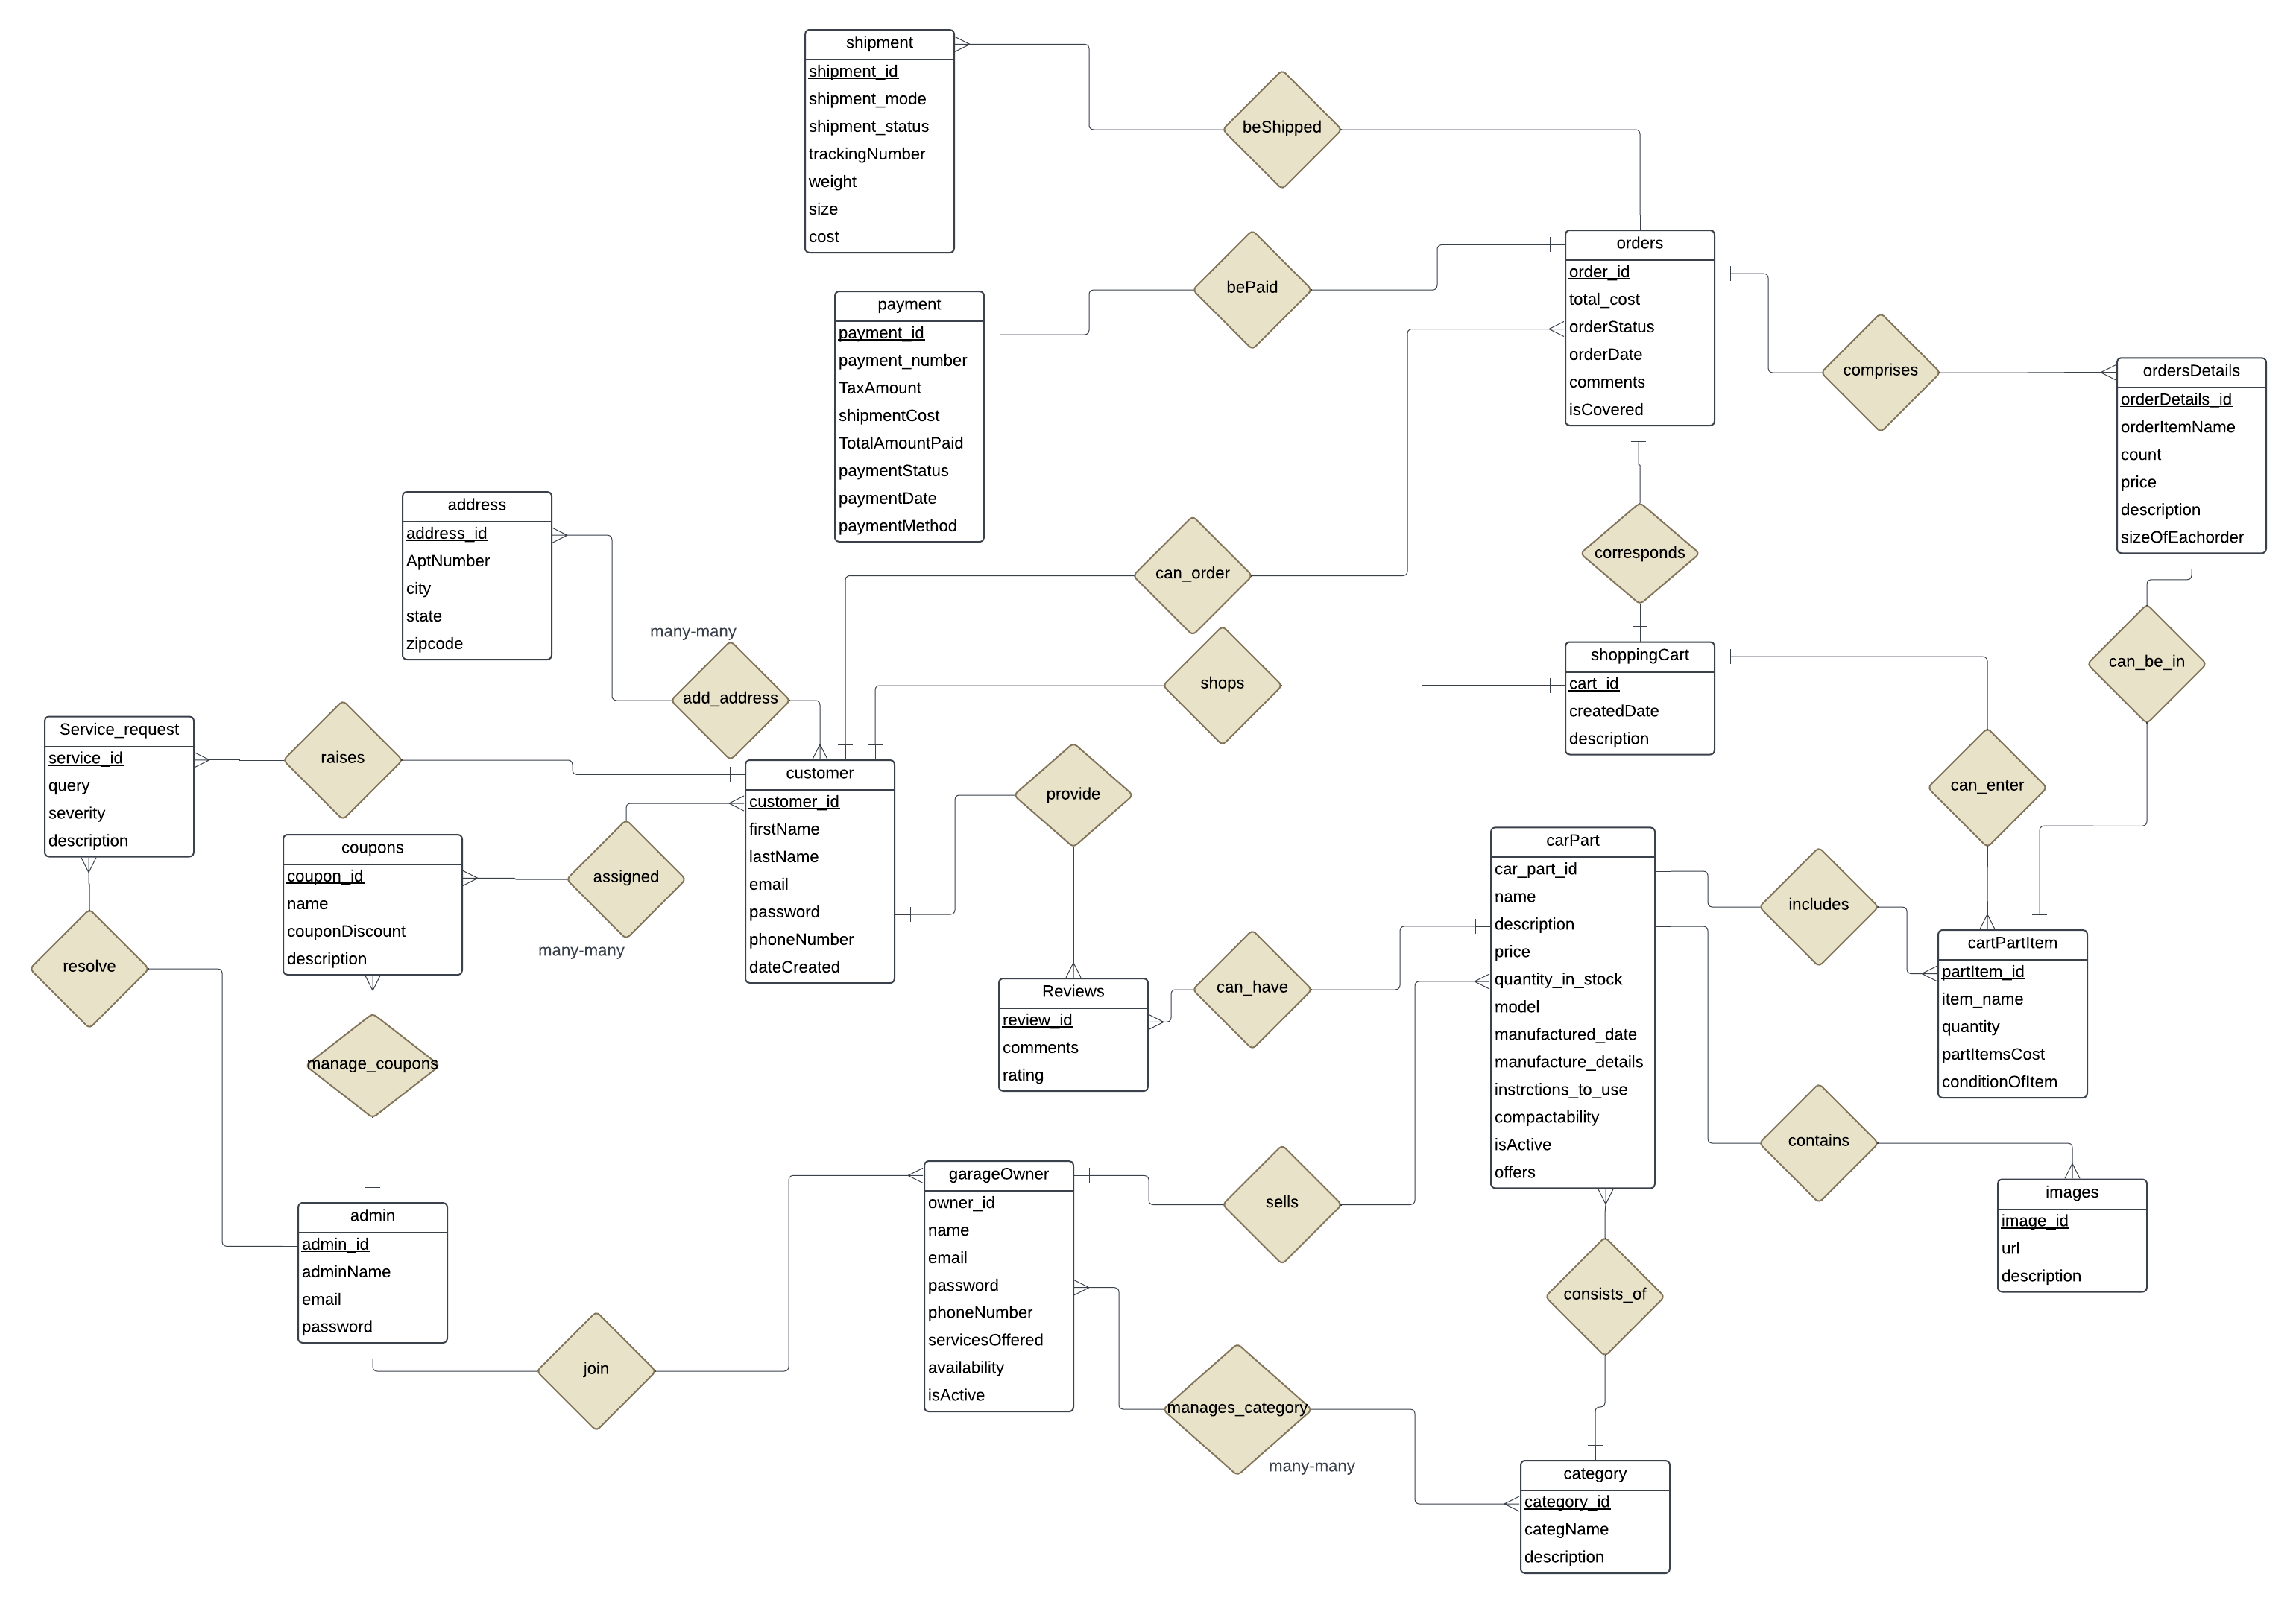 shipment
shipment_id
shipment_mode
shipment_status
trackingNumber
weight
size
cost
beShipped
orders
order_id
total_cost
orderStatus
orderDate
comments
isCovered
bePaid
payment
payment_id
payment_number
TaxAmount
shipmentCost
TotalAmountPaid
paymentStatus
paymentDate
paymentMethod
comprises
ordersDetails
orderDetails_id
orderItemName
count
price
description
sizeOfEachorder
address
address_id
AptNumber
city
state
zipcode
can_order
corresponds
many-many
add_address
shops
shoppingCart
cart_id
createdDate
description
can_be_in
Service_request
service_id
query
severity
description
raises
customer
customer_id
firstName
lastName
email
password
phoneNumber
dateCreated
provide
can_enter
coupons
coupon_id
name
couponDiscount
description
assigned
many-many
carPart
car_part_id
name
description
price
quantity_in_stock
model
manufactured_date
manufacture_details
instrctions_to_use
compactability
isActive
offers
includes
cartPartItem
partItem_id
item_name
quantity
partItemsCost
conditionOfItem
resolve
manage_coupons
Reviews
review_id
comments
rating
can_have
contains
images
image_id
url
description
admin
admin_id
adminName
email
password
join
garageOwner
owner_id
name
email
password
phoneNumber
servicesOffered
availability
isActive
sells
consists_of
manages_category
many-many
category
category_id
categName
description